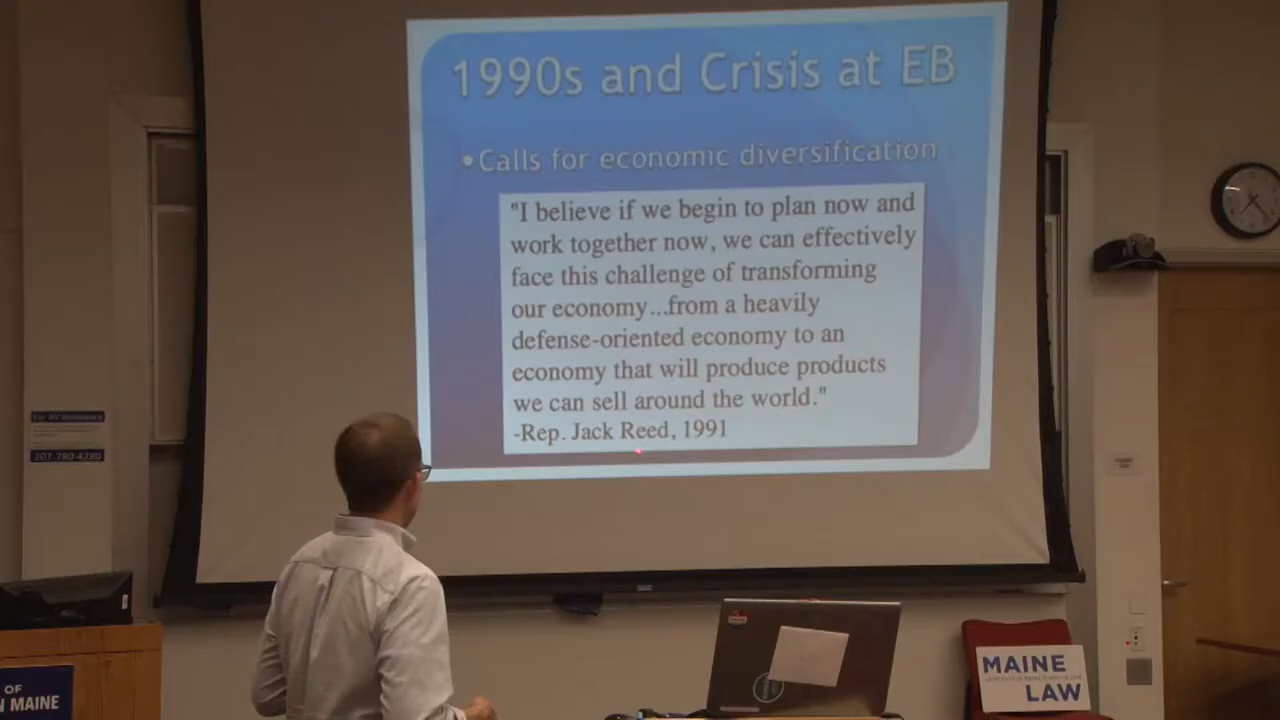 1990s and Crisis at EB
• Calls for economic diversification
"I believe if we begin to plan now and
work together now, we can effectively
face this challenge of transforming
our economy...from a heavily
defense-oriented economy to an
economy that will produce products
we can sell around the world."
-Rep. Jack Reed, 1991
207-780-4280
OF
MAINE
MAINE
LAW